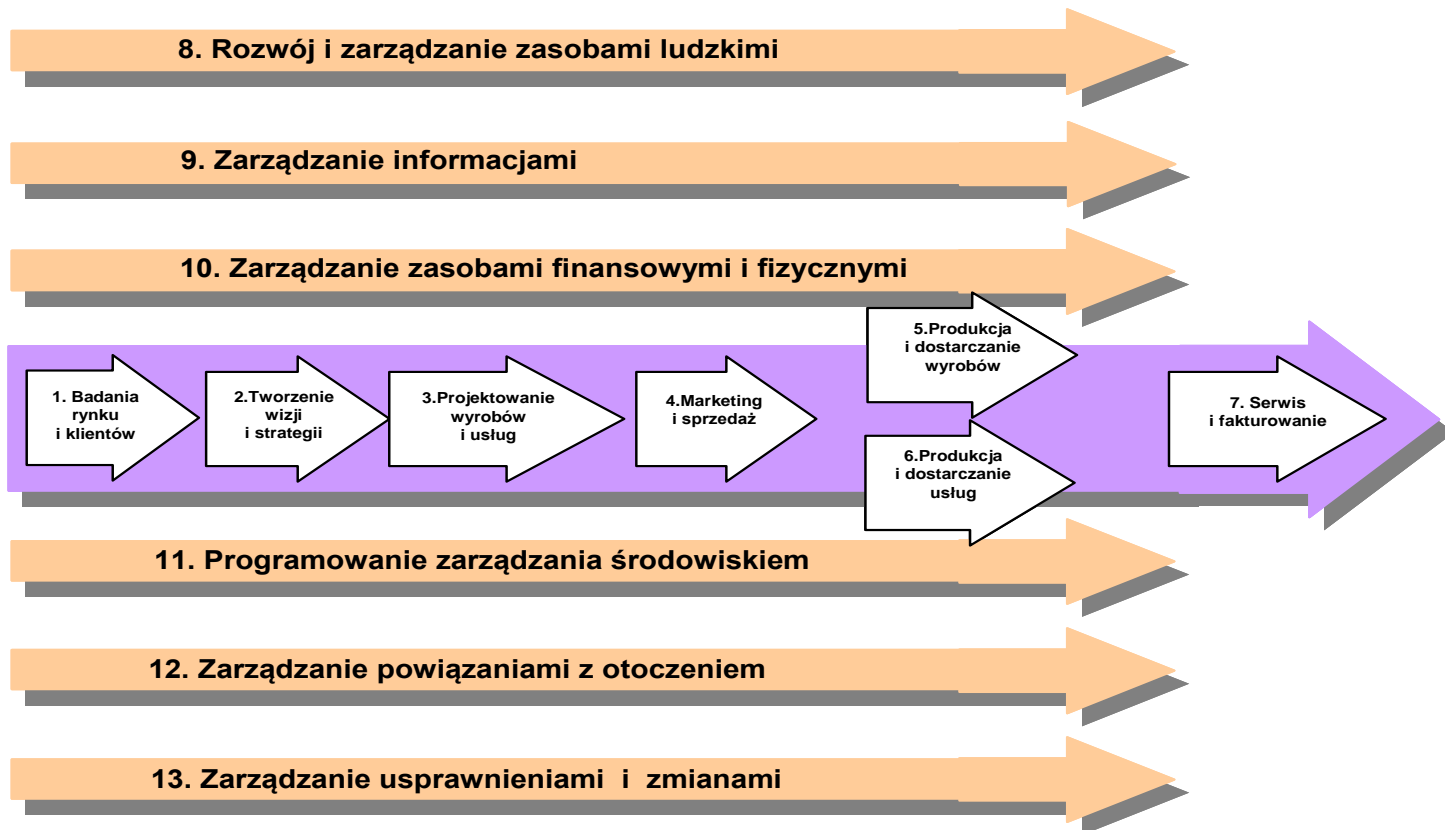 8. Rozwój i zarządzanie zasobami ludzkimi
9. Zarządzanie informacjami
10. Zarządzanie zasobami finansowymi i fizycznymi
1. Badania
rynku
i klientów
2.Tworzenie
wizji
i strategii
3.Projektowanie
wyrobów
i usług
4.Marketing
i sprzedaż
5.Produkcja
i dostarczanie
wyrobów
6.Produkcja
i dostarczanie
usług
7. Serwis
i fakturowanie
11. Programowanie zarządzania środowiskiem
12. Zarządzanie powiązaniami z otoczeniem
13. Zarządzanie usprawnieniami i zmianami